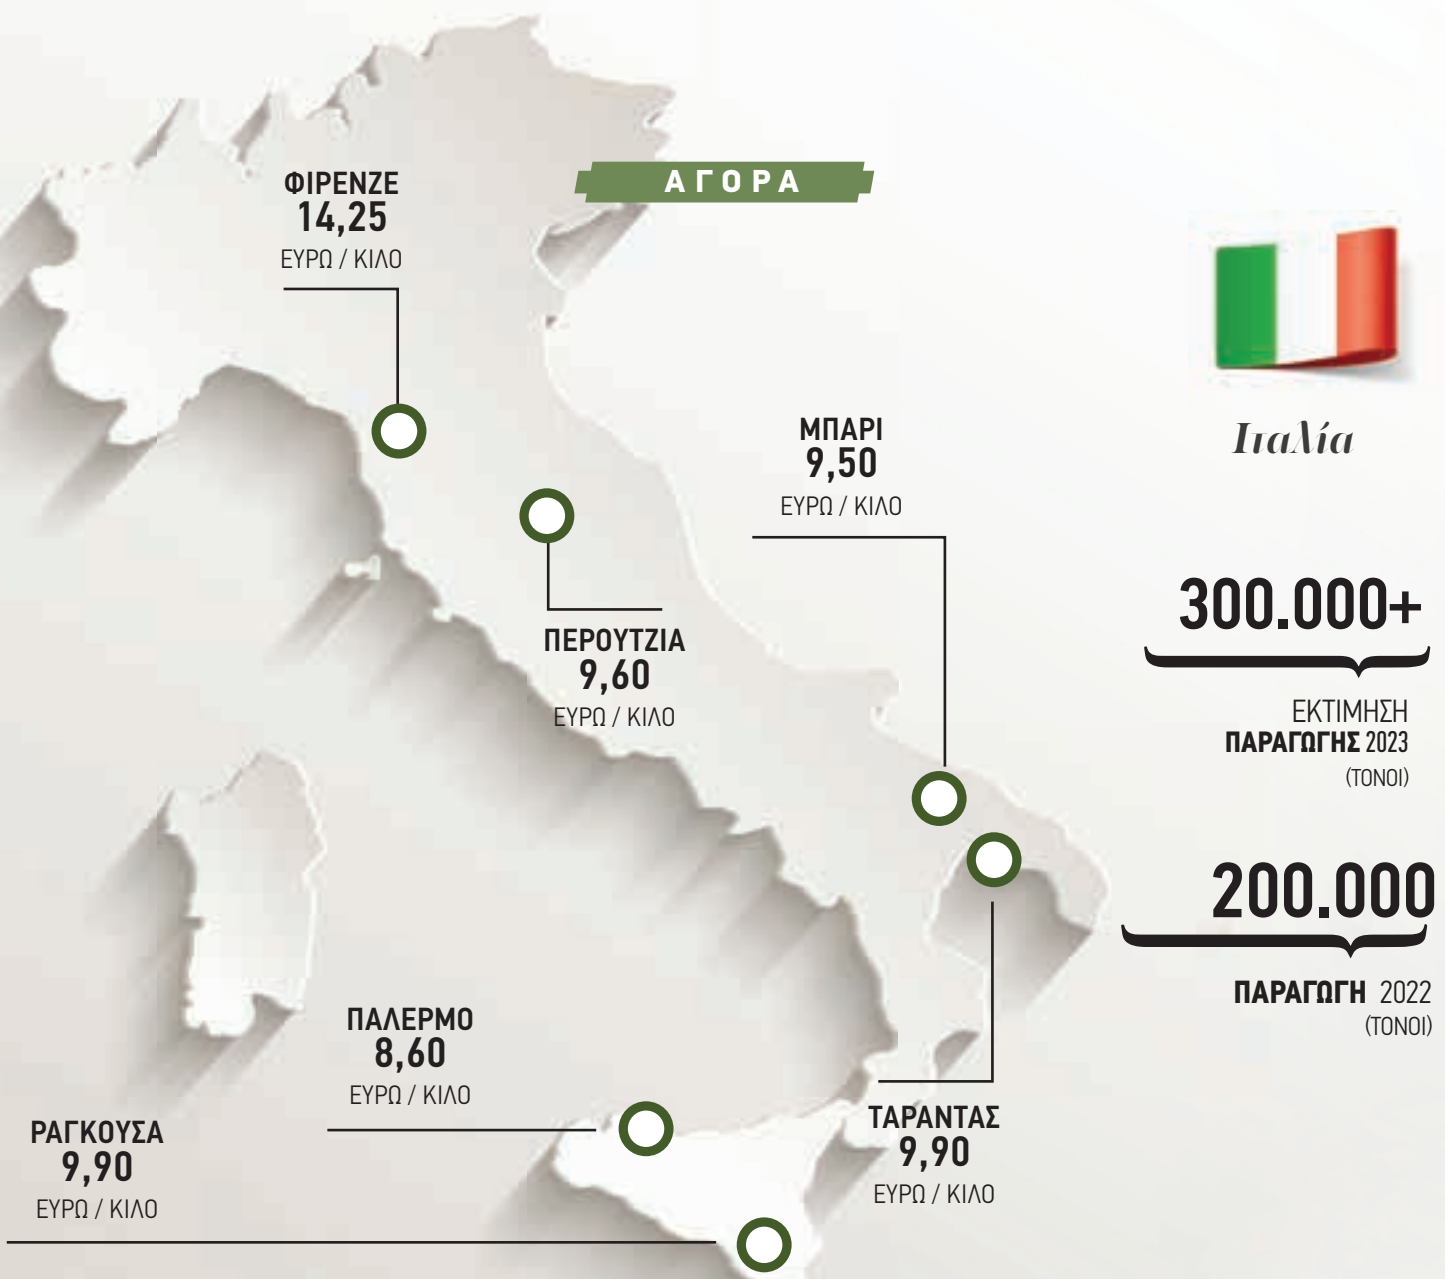 ΑΓΟΡΑ
ΦΙΡΕΝΖΕ
14,25
ΕΥΡΩ / ΚΙΛΟ
Ιταλία
ΜΠΑΡΙ
9,50
ΕΥΡΩ / ΚΙΛΟ
ΠΕΡΟΥΤΖΙΑ
9,60
ΕΥΡΩ / ΚΙΛΟ
300.000+
ΕΚΤΙΜΗΣΗ
ΠΑΡΑΓΩΓΗΣ 2023
(ΤΟΝΟΙ)
200.000
ΠΑΡΑΓΩΓΗ 2022
(ΤΟΝΟΙ)
ΠΑΛΕΡΜΟ
8,60
ΕΥΡΩ / ΚΙΛΟ
ΤΑΡΑΝΤΑΣ
9,90
ΕΥΡΩ / ΚΙΛΟ
ΡΑΓΚΟΥΣΑ
9,90
ΕΥΡΩ / ΚΙΛΟ